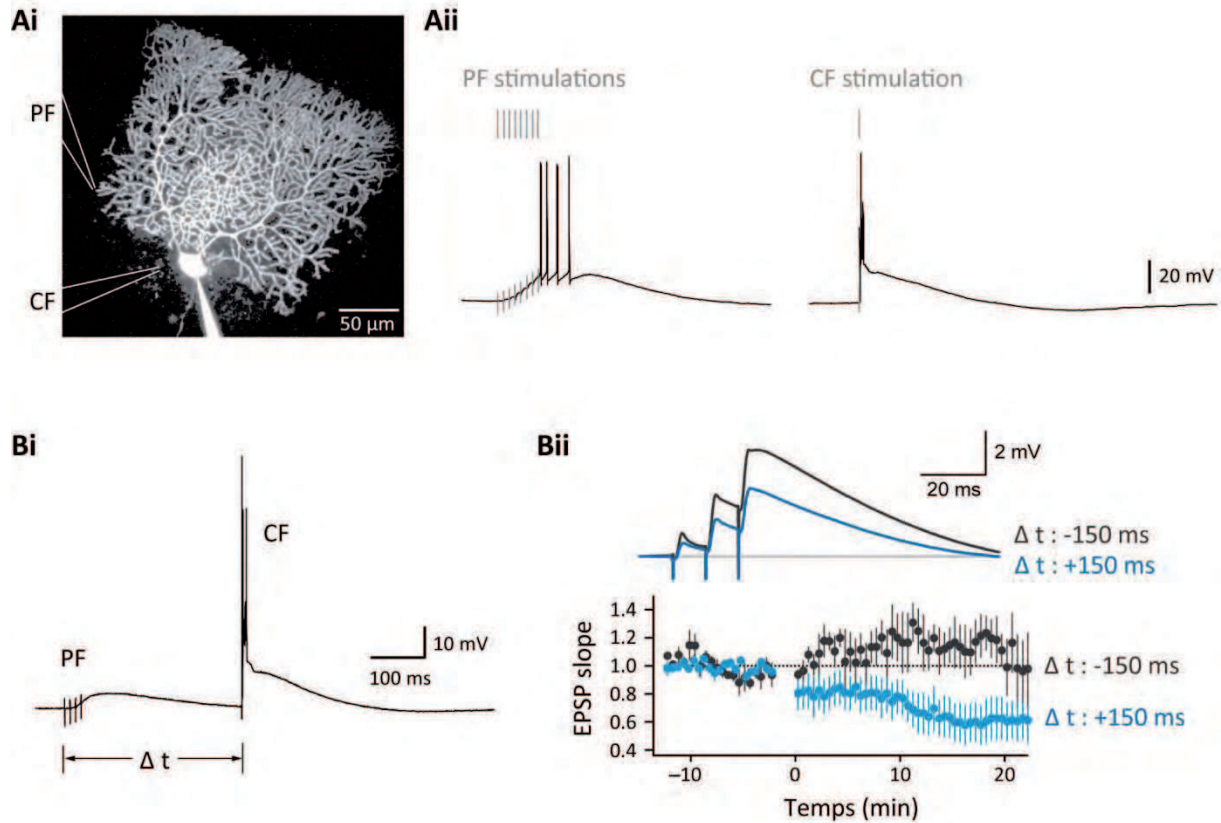 Ai
PF
CF
50 µm
Aii
PF stimulations
CF stimulation
20 mV
Bi
PF
CF
10 mV
100 ms
Δ t
Bii
2 mV
20 ms
Δ t : -150 ms
Δ t : +150 ms
EPSP slope
1.4
1.2
1.0
0.8
0.6
0.4
Δ t : -150 ms
Δ t : +150 ms
−10
0
10
20
Temps (min)